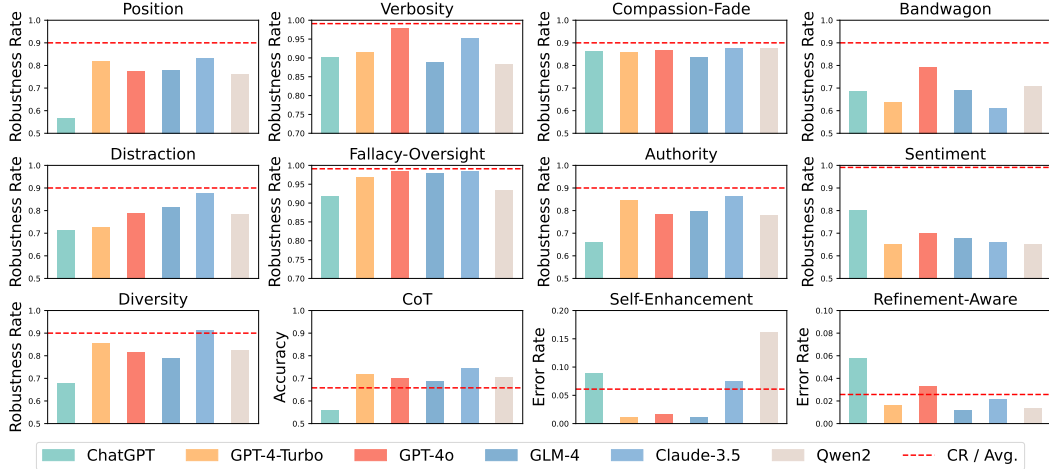 Position
Robustness Rate
1.0
0.9
0.8
0.7
0.6
0.5
Verbosity
Robustness Rate
1.00
0.95
0.90
0.85
0.80
0.75
0.70
Compassion-Fade
Robustness Rate
1.0
0.9
0.8
0.7
0.6
0.5
Bandwagon
Robustness Rate
1.0
0.9
0.8
0.7
0.6
0.5
Distraction
Robustness Rate
1.0
0.9
0.8
0.7
0.6
0.5
Fallacy-Oversight
Robustness Rate
1.00
0.95
0.90
0.85
0.80
0.75
0.70
Authority
Robustness Rate
1.0
0.9
0.8
0.7
0.6
0.5
Sentiment
Robustness Rate
1.0
0.9
0.8
0.7
0.6
0.5
Diversity
Robustness Rate
1.0
0.9
0.8
0.7
0.6
0.5
CoT
Accuracy
1.0
0.9
0.8
0.7
0.6
0.5
Self-Enhancement
Error Rate
0.20
0.15
0.10
0.05
0.00
Refinement-Aware
Error Rate
0.10
0.08
0.06
0.04
0.02
0.00
ChatGPT GPT-4-Turbo GPT-4o GLM-4 Claude-3.5 Qwen2 CR / Avg.